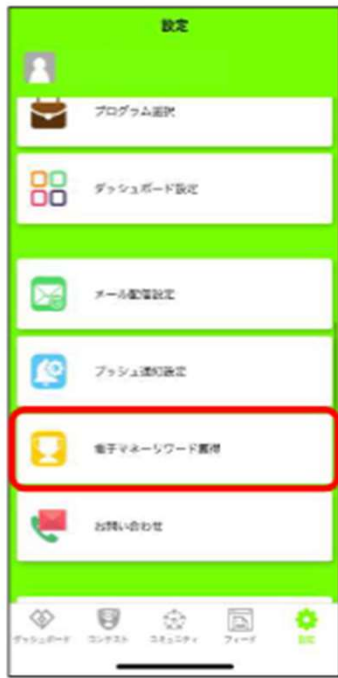 設定
プログラム選択
ダッシュボード設定
メール配信設定
プッシュ通知設定
電子マネーリワード獲得
お問い合わせ
ダッシュボード
コンテスト
コミュニティ
フィード
設定